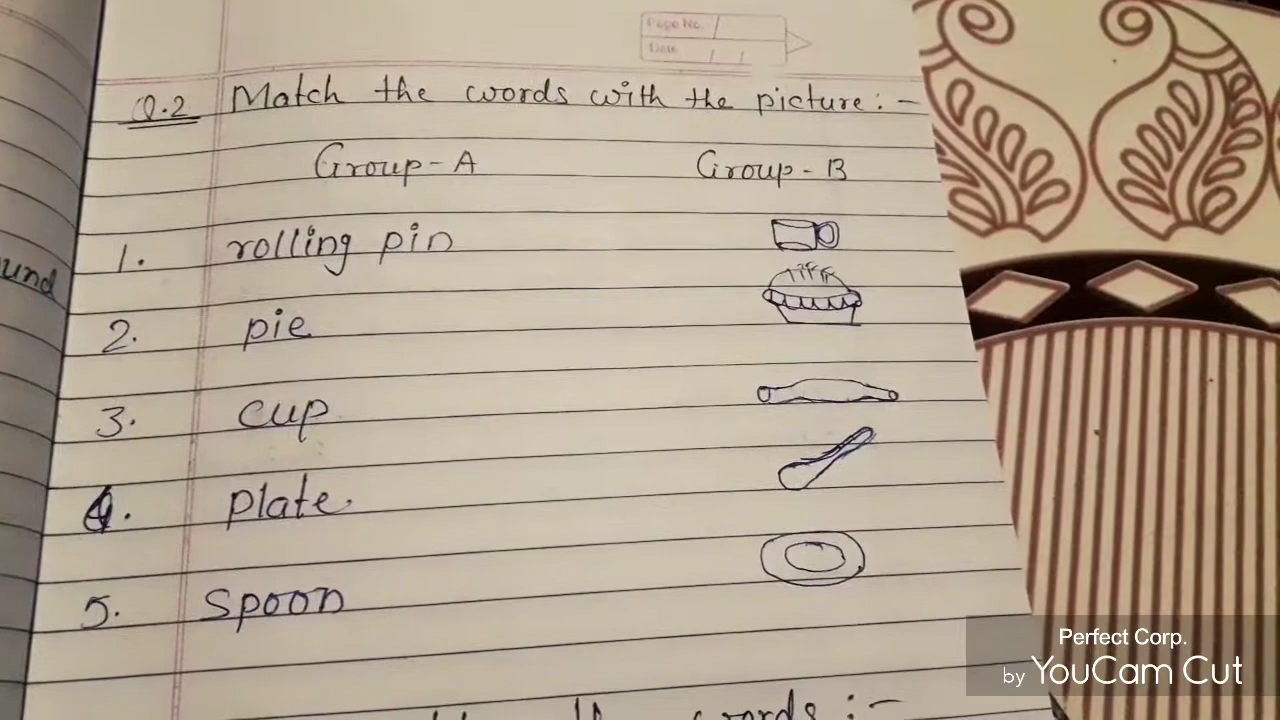 Page No.
Date
Q.2 Match the words with the picture:-
Group-A Group-B
1. rolling pin
2. pie
3. cup
4. plate.
5. spoon
words:-
und
Perfect Corp.
by YouCam Cut